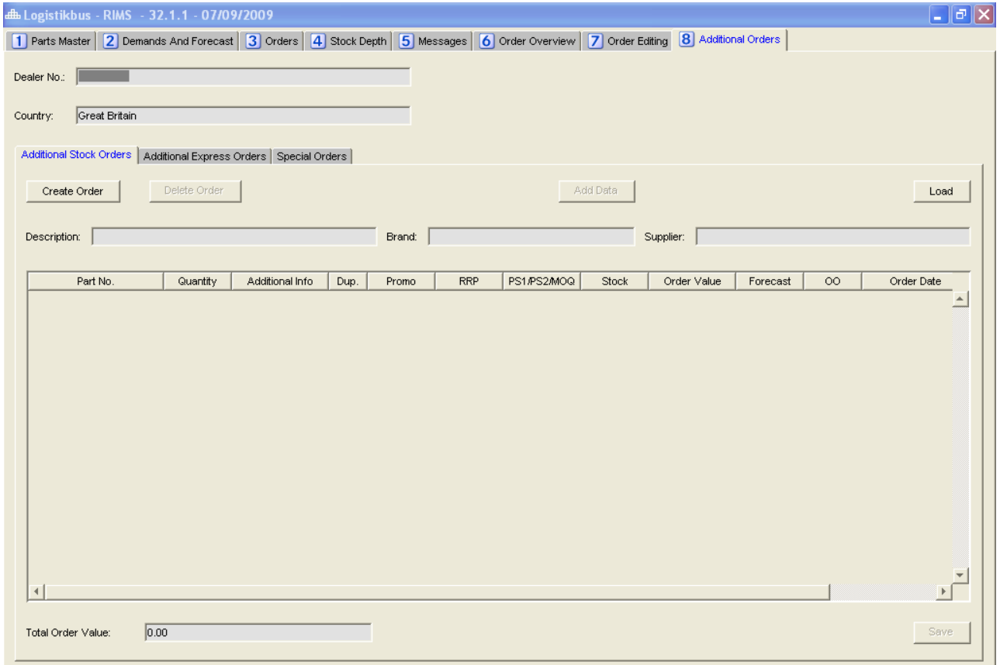 Logistikbus - RIMS - 32.1.1 - 07/09/2009
1 Parts Master 2 Demands And Forecast 3 Orders 4 Stock Depth 5 Messages 6 Order Overview 7 Order Editing 8 Additional Orders
Dealer No.:
Country: Great Britain
Additional Stock Orders Additional Express Orders Special Orders
Create Order Delete Order Add Data Load
Description: Brand: Supplier:
Part No. Quantity Additional Info Dup. Promo RRP PS1/PS2/MOQ Stock Order Value Forecast OO Order Date
Total Order Value: 0.00 Save